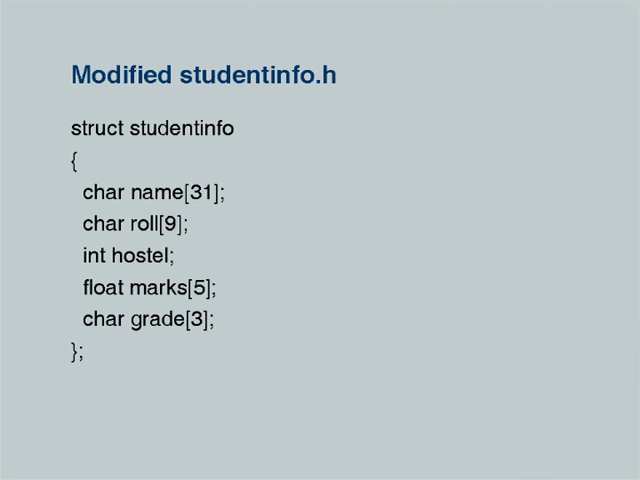 Modified studentinfo.h
struct studentinfo
{
char name[31];
char roll[9];
int hostel;
float marks[5];
char grade[3];
};